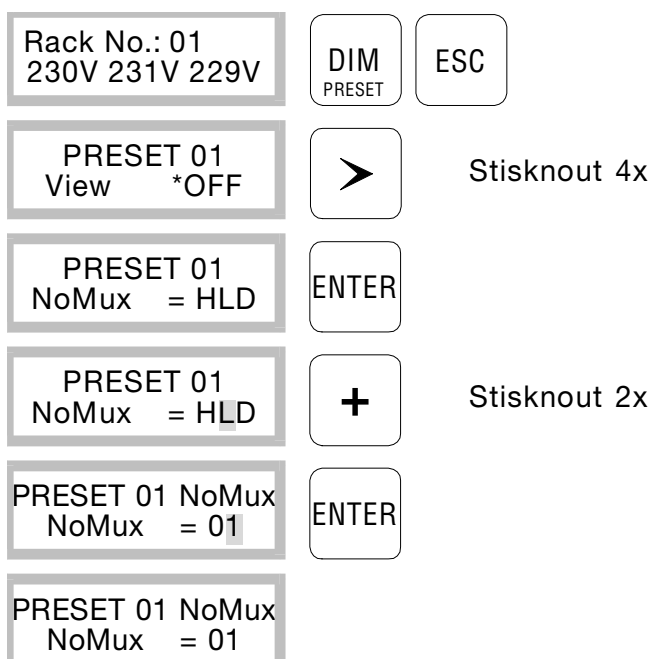 Rack No.: 01
230V 231V 229V
DIM
PRESET
ESC
PRESET 01
View *OFF
>
Stisknout 4x
PRESET 01
NoMux = HLD
ENTER
PRESET 01
NoMux = HLD
+
Stisknout 2x
PRESET 01 NoMux
NoMux = 01
ENTER
PRESET 01 NoMux
NoMux = 01